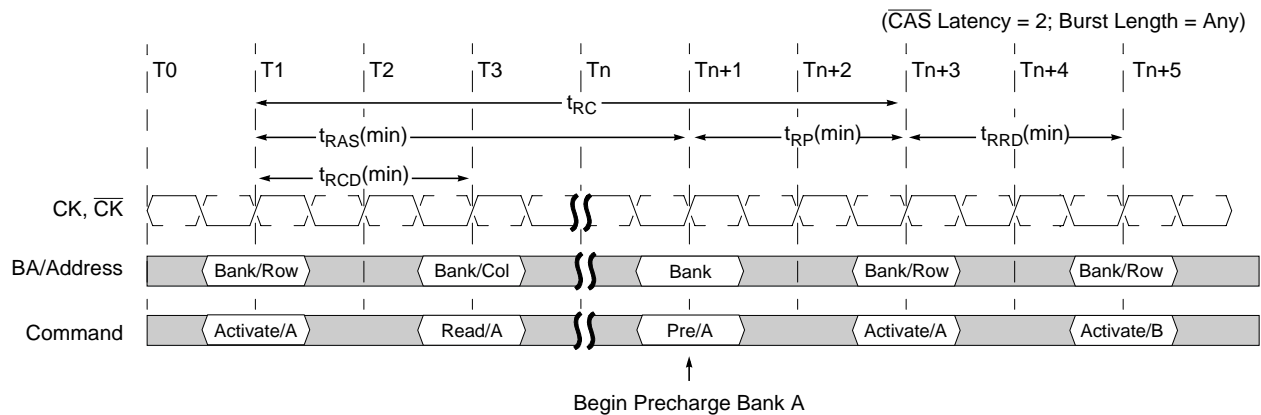 (CAS Latency = 2; Burst Length = Any)
T0 T1 T2 T3 Tn Tn+1 Tn+2 Tn+3 Tn+4 Tn+5
tRC
tRAS(min) tRP(min) tRRD(min)
tRCD(min)
CK, CK
BA/Address Bank/Row Bank/Col Bank Bank/Row Bank/Row
Command Activate/A Read/A Pre/A Activate/A Activate/B
Begin Precharge Bank A